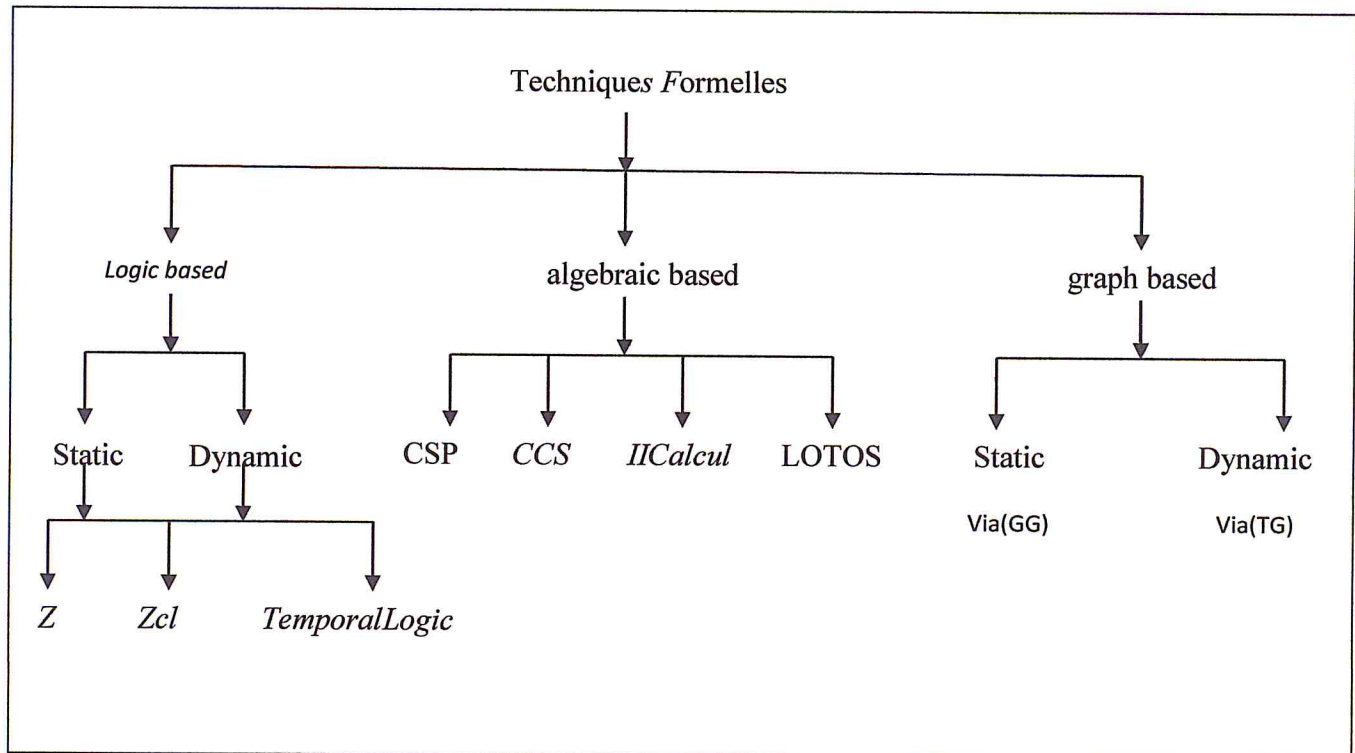 Techniques Formelles
Logic based algebraic based graph based
Static Dynamic CSP CCS IICalcul LOTOS Static Dynamic
Via(GG) Via(TG)
Z Zcl TemporalLogic